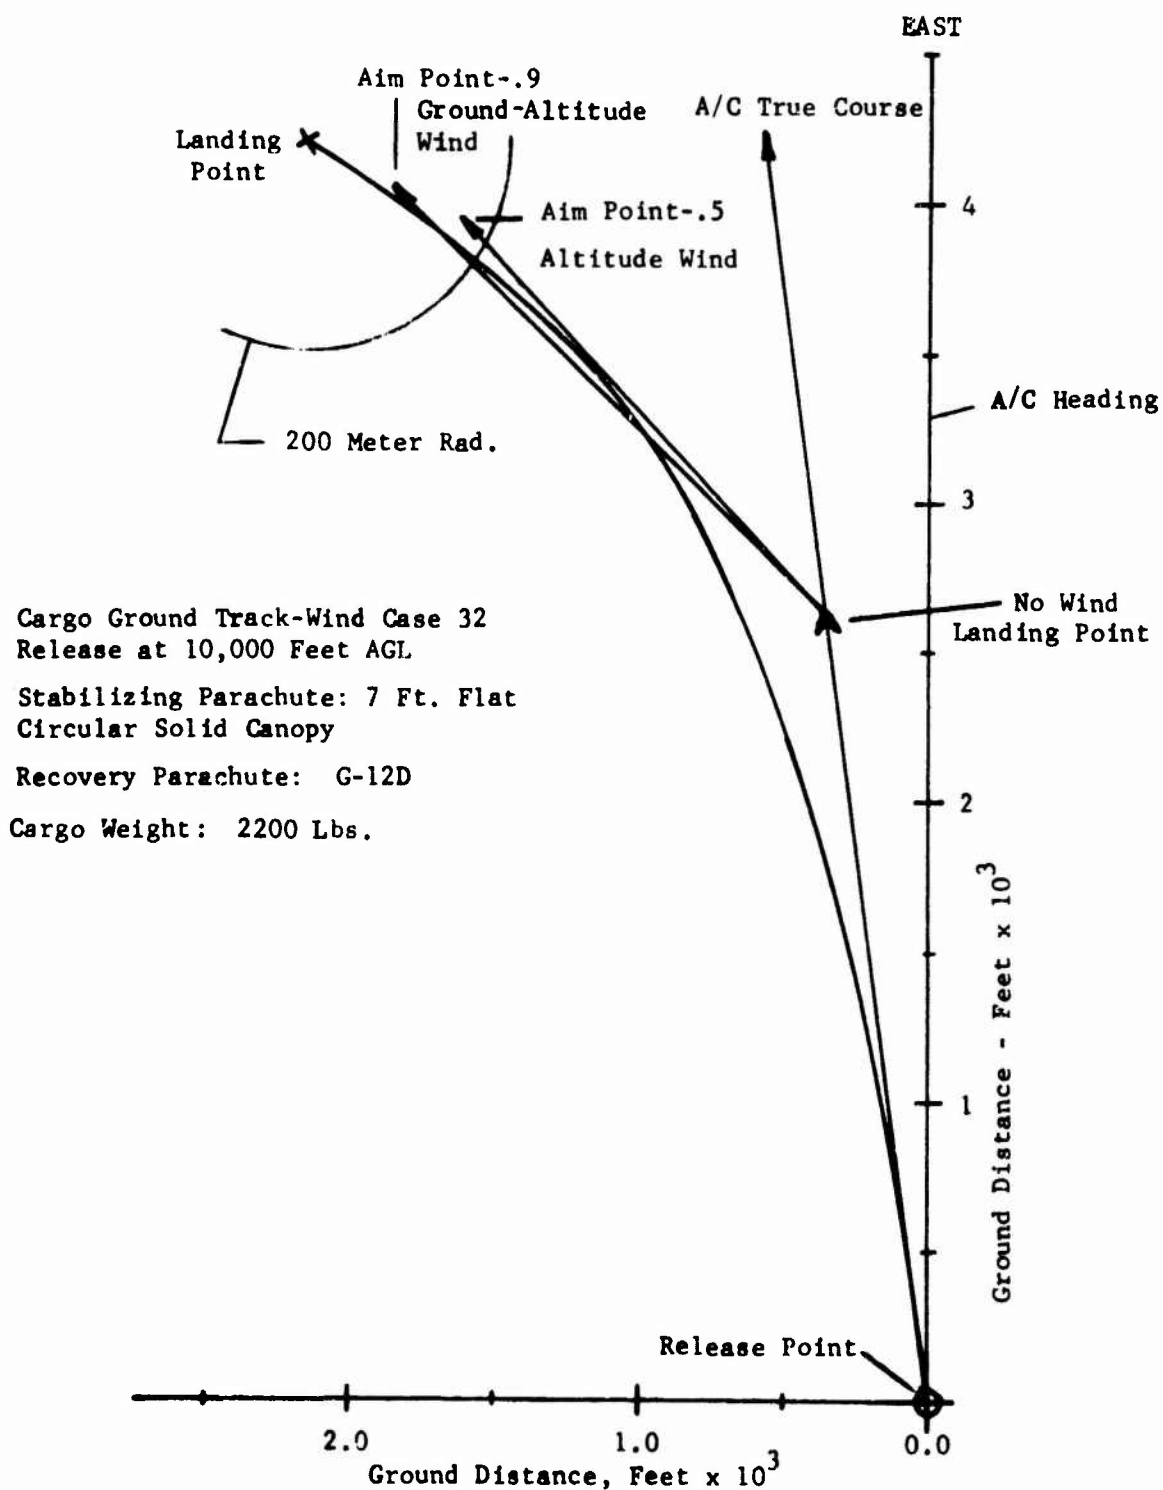 EAST
Aim Point-.9
Ground-Altitude
Wind
A/C True Course
Landing
Point
4
Aim Point-.5
Altitude Wind
A/C Heading
200 Meter Rad.
3
No Wind
Landing Point
Cargo Ground Track-Wind Case 32
Release at 10,000 Feet AGL
Stabilizing Parachute: 7 Ft. Flat
Circular Solid Canopy
Recovery Parachute: G-12D
Cargo Weight: 2200 Lbs.
2
Ground Distance - Feet x 10³
1
Release Point
2.0 1.0 0.0
Ground Distance, Feet x 10³